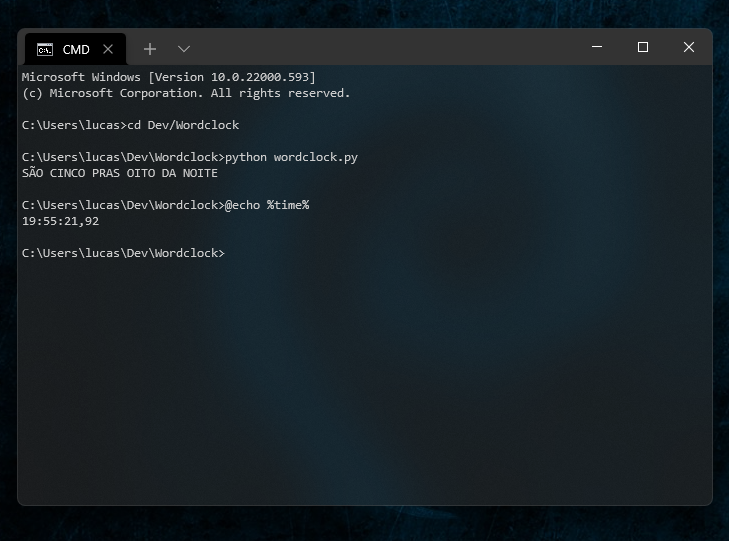 CMD
Microsoft Windows [Version 10.0.22000.593]
(c) Microsoft Corporation. All rights reserved.
C:\Users\lucas>cd Dev/Wordclock
C:\Users\lucas\Dev\Wordclock>python wordclock.py
SÃO CINCO PRAS OITO DA NOITE
C:\Users\lucas\Dev\Wordclock>@echo %time%
19:55:21,92
C:\Users\lucas\Dev\Wordclock>